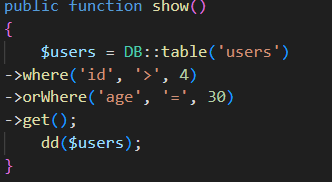 public function show()
{
    $users = DB::table('users')
->where('id', '>', 4)
->orWhere('age', '=', 30)
->get();
    dd($users);
}